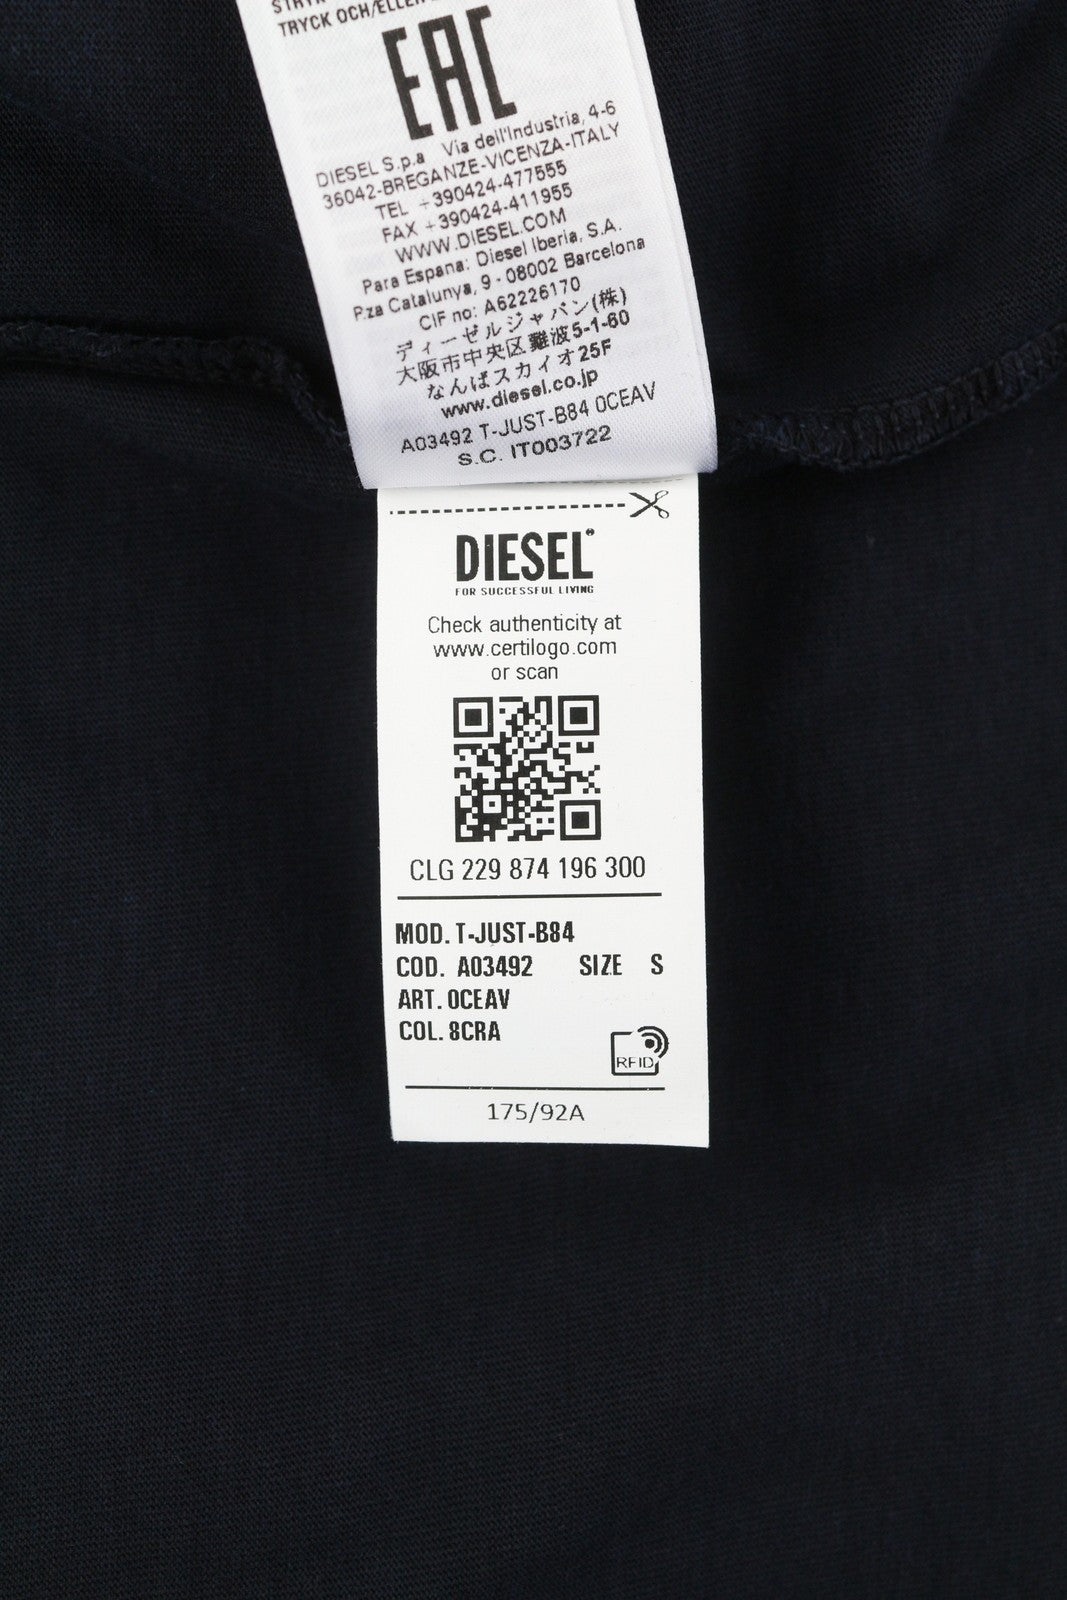 TRYCK OCH/ELLER
EAC
DIESEL S.p.a Via dell'Industria, 4-6
36042-BREGANZE-VICENZA-ITALY
TEL +390424-477555
FAX +390424-411955
WWW.DIESEL.COM
Para Espana: Diesel Iberia, S.A.
P.za Catalunya, 9 - 08002 Barcelona
CIF no: A62226170
ディーゼルジャパン(株)
大阪市中央区難波5-1-60
なんばスカイオ25F
www.diesel.co.jp
A03492 T-JUST-B84 0CEAV
S.C. IT003722
DIESEL
FOR SUCCESSFUL LIVING
Check authenticity at
www.certilogo.com
or scan
CLG 229 874 196 300
MOD. T-JUST-B84
COD. A03492 SIZE S
ART. 0CEAV
COL. 8CRA
RFID
175/92A